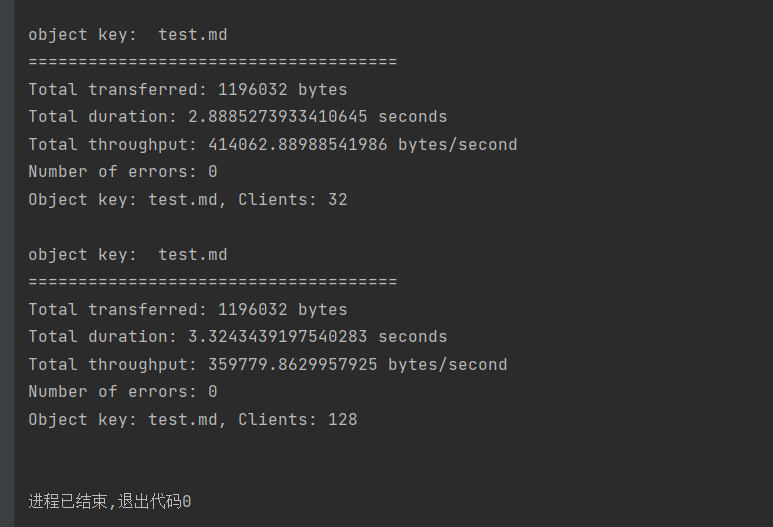 object key:  test.md
=====================================
Total transferred: 1196032 bytes
Total duration: 2.8885273933410645 seconds
Total throughput: 414062.88988541986 bytes/second
Number of errors: 0
Object key: test.md, Clients: 32
object key:  test.md
=====================================
Total transferred: 1196032 bytes
Total duration: 3.3243439197540283 seconds
Total throughput: 359779.8629957925 bytes/second
Number of errors: 0
Object key: test.md, Clients: 128
进程已结束,退出代码0